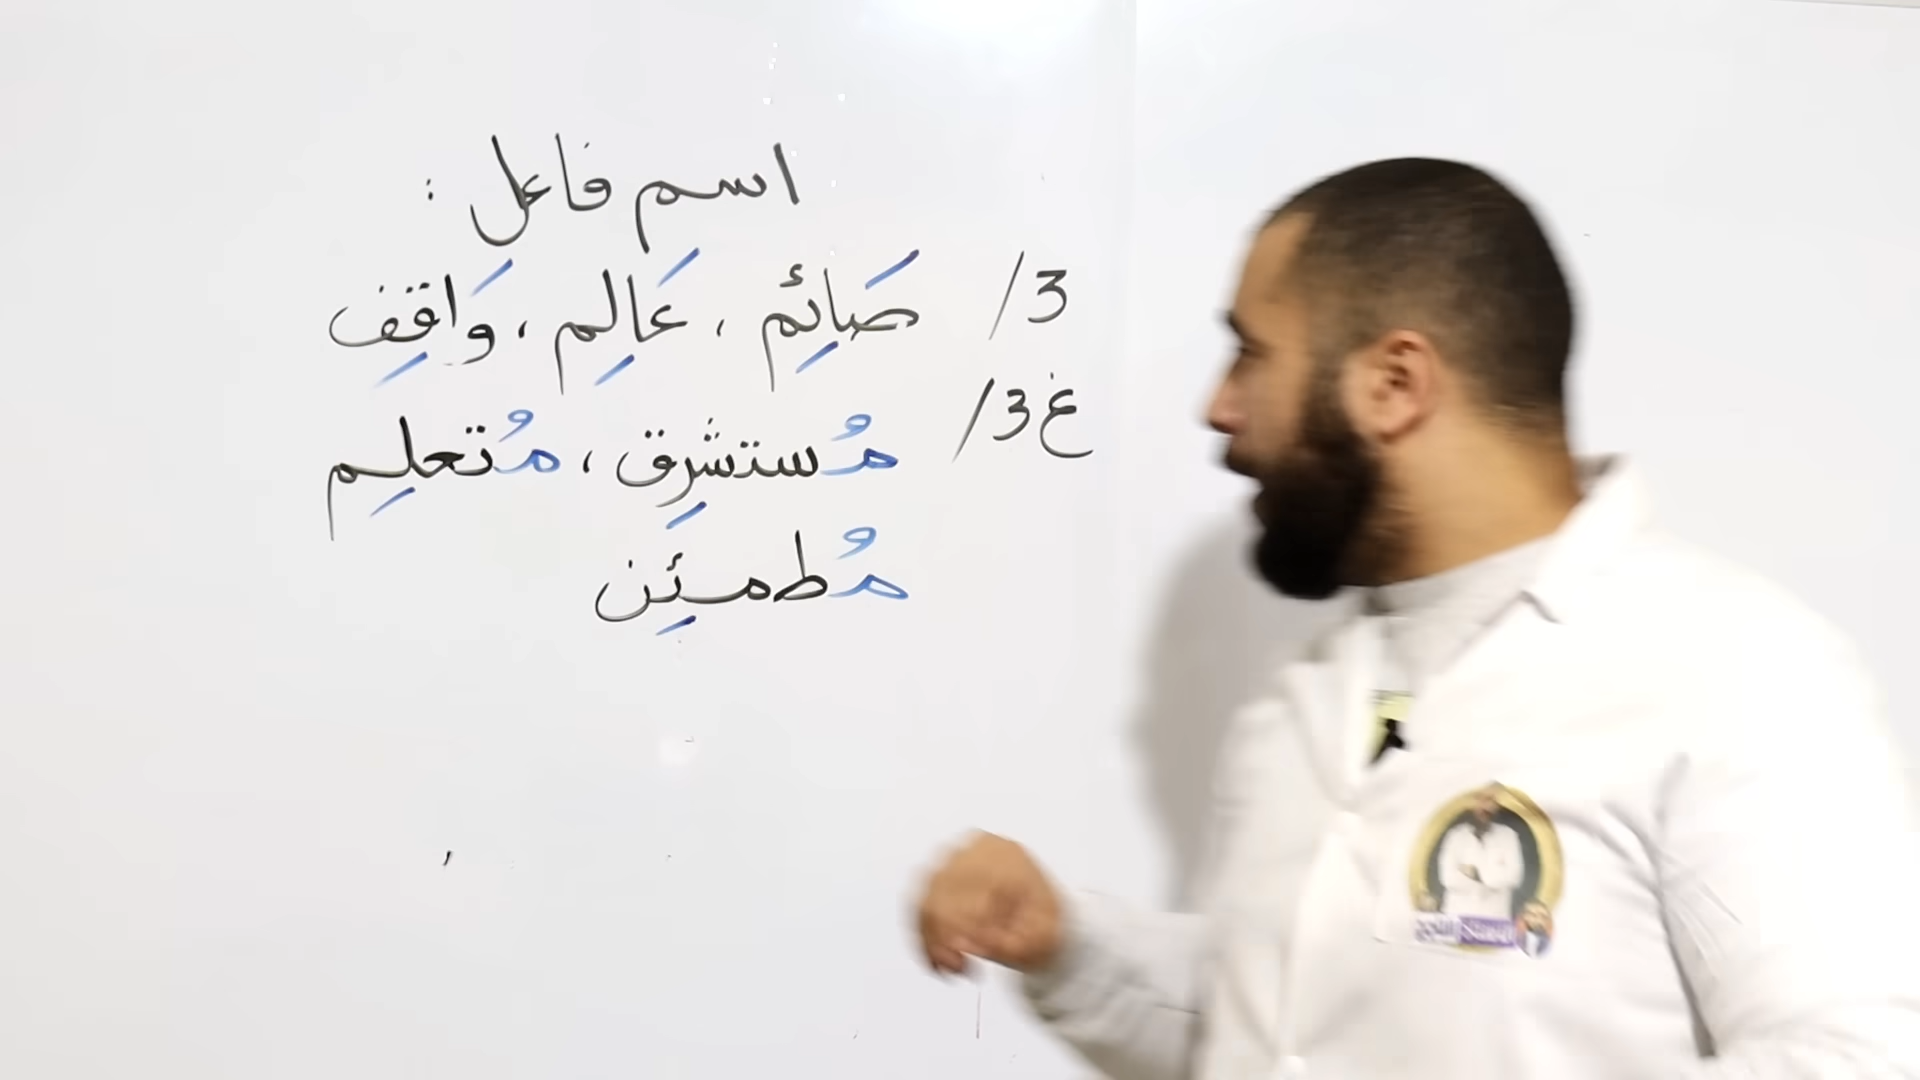 اسم فاعل :
3/ صَائِم ، عَالِم ، وَاقِف
غ3/ مُستشرِق ، مُتعلِم
مُطمئِن